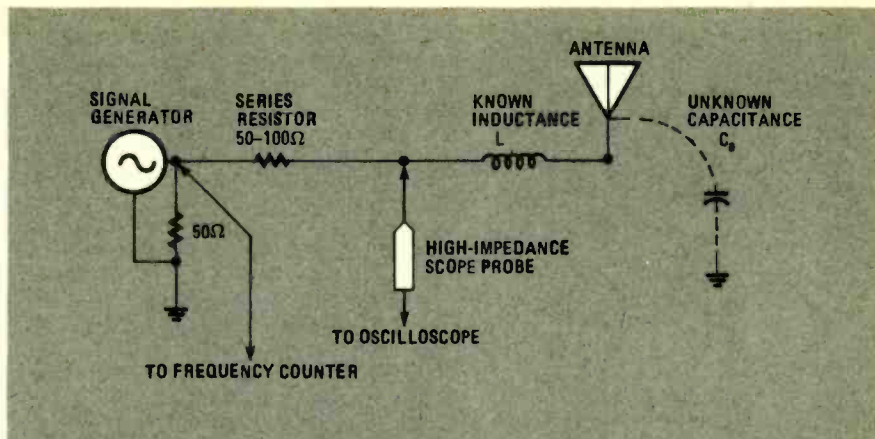 ANTENNA
SIGNAL
GENERATOR
SERIES
RESISTOR
50–100Ω
KNOWN
INDUCTANCE
L
UNKNOWN
CAPACITANCE
Cₐ
50Ω
HIGH-IMPEDANCE
SCOPE PROBE
TO OSCILLOSCOPE
TO FREQUENCY COUNTER